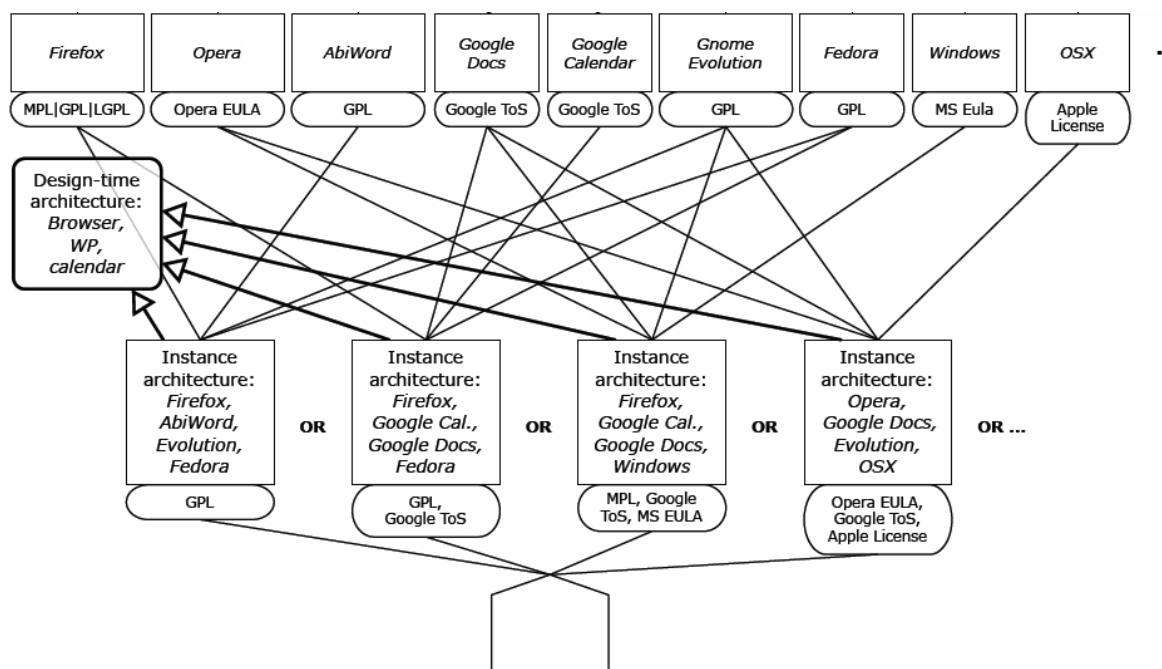 Firefox
Opera
AbiWord
Google
Docs
Google
Calendar
Gnome
Evolution
Fedora
Windows
OSX
MPL|GPL|LGPL
Opera EULA
GPL
Google ToS
Google ToS
GPL
GPL
MS Eula
Apple
License
Design-time
architecture:
Browser,
WP,
calendar
Instance
architecture:
Firefox,
AbiWord,
Evolution,
Fedora
GPL
OR
Instance
architecture:
Firefox,
Google Cal.,
Google Docs,
Fedora
GPL,
Google ToS
OR
Instance
architecture:
Firefox,
Google Cal.,
Google Docs,
Windows
MPL, Google
ToS, MS EULA
OR
Instance
architecture:
Opera,
Google Docs,
Evolution,
OSX
Opera EULA,
Google ToS,
Apple License
OR ...